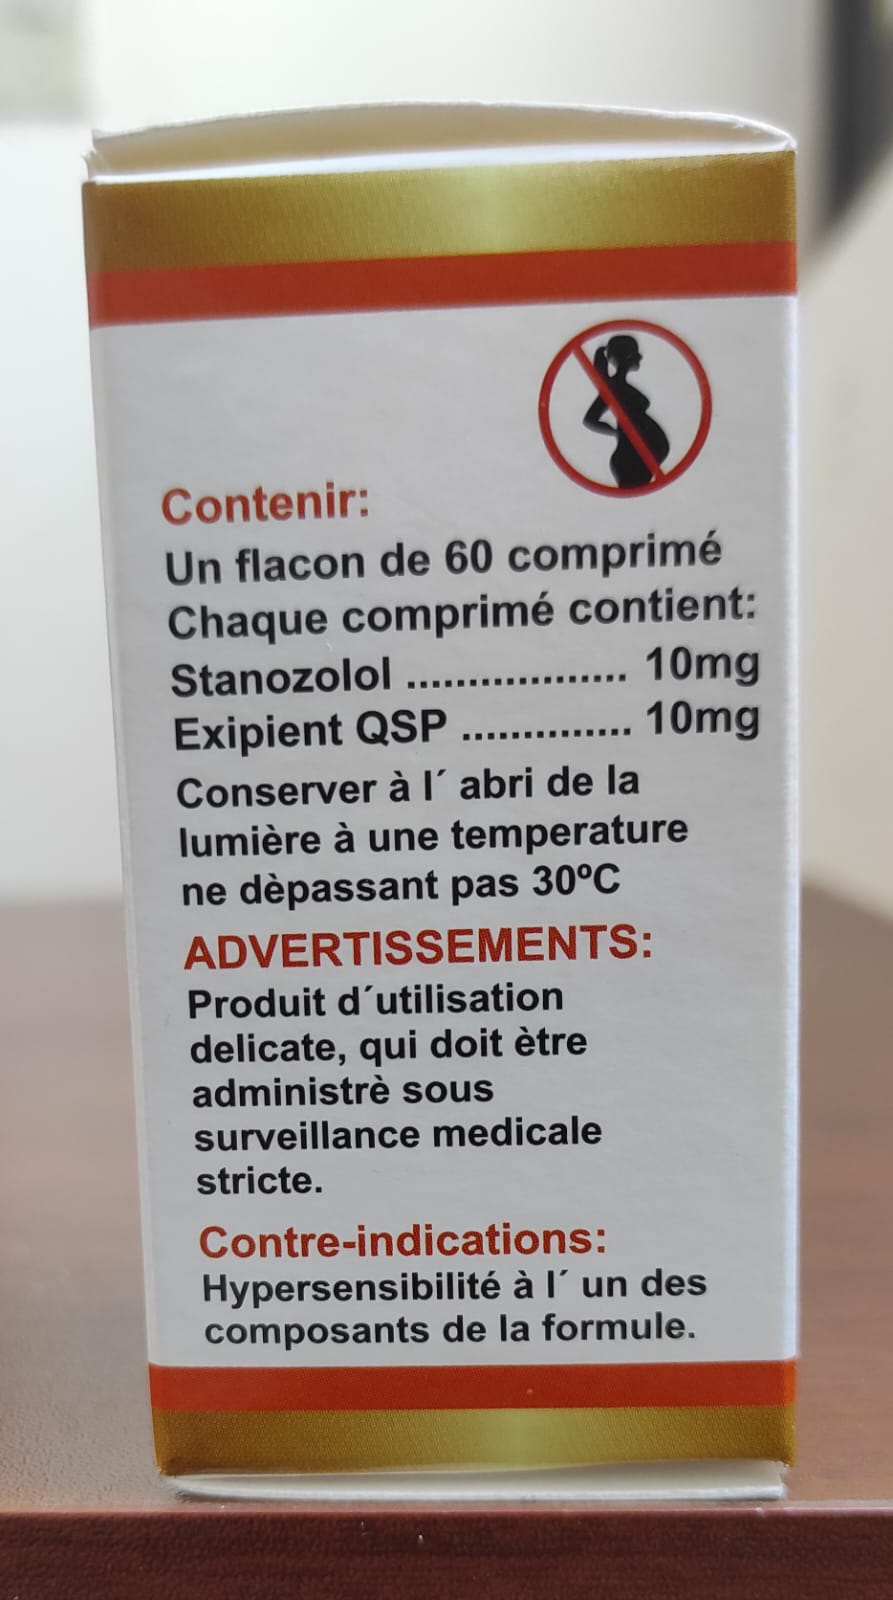 Contenir:
Un flacon de 60 comprimé
Chaque comprimé contient:
Stanozolol .................. 10mg
Exipient QSP .............. 10mg
Conserver à l´ abri de la
lumière à une temperature
ne dèpassant pas 30ºC
ADVERTISSEMENTS:
Produit d´utilisation
delicate, qui doit ètre
administrè sous
surveillance medicale
stricte.
Contre-indications:
Hypersensibilité à l´ un des
composants de la formule.